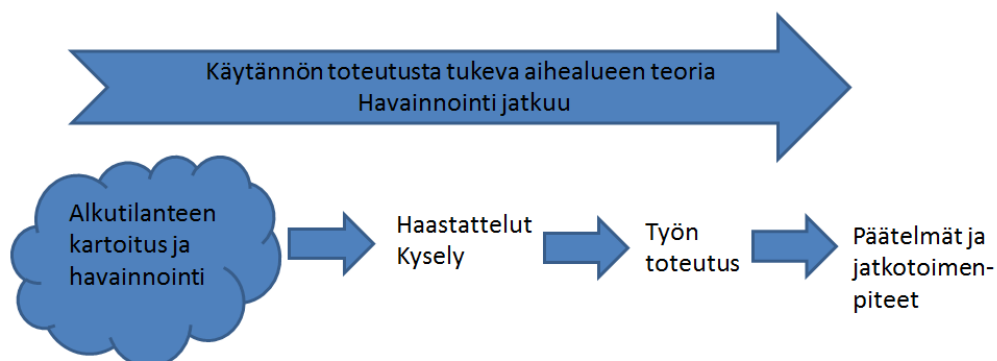 Käytännön toteutusta tukeva aihealueen teoria
Havainnointi jatkuu
Alkutilanteen
kartoitus ja
havainnointi
Haastattelut
Kysely
Työn
toteutus
Päätelmät ja
jatkotoimen-
piteet